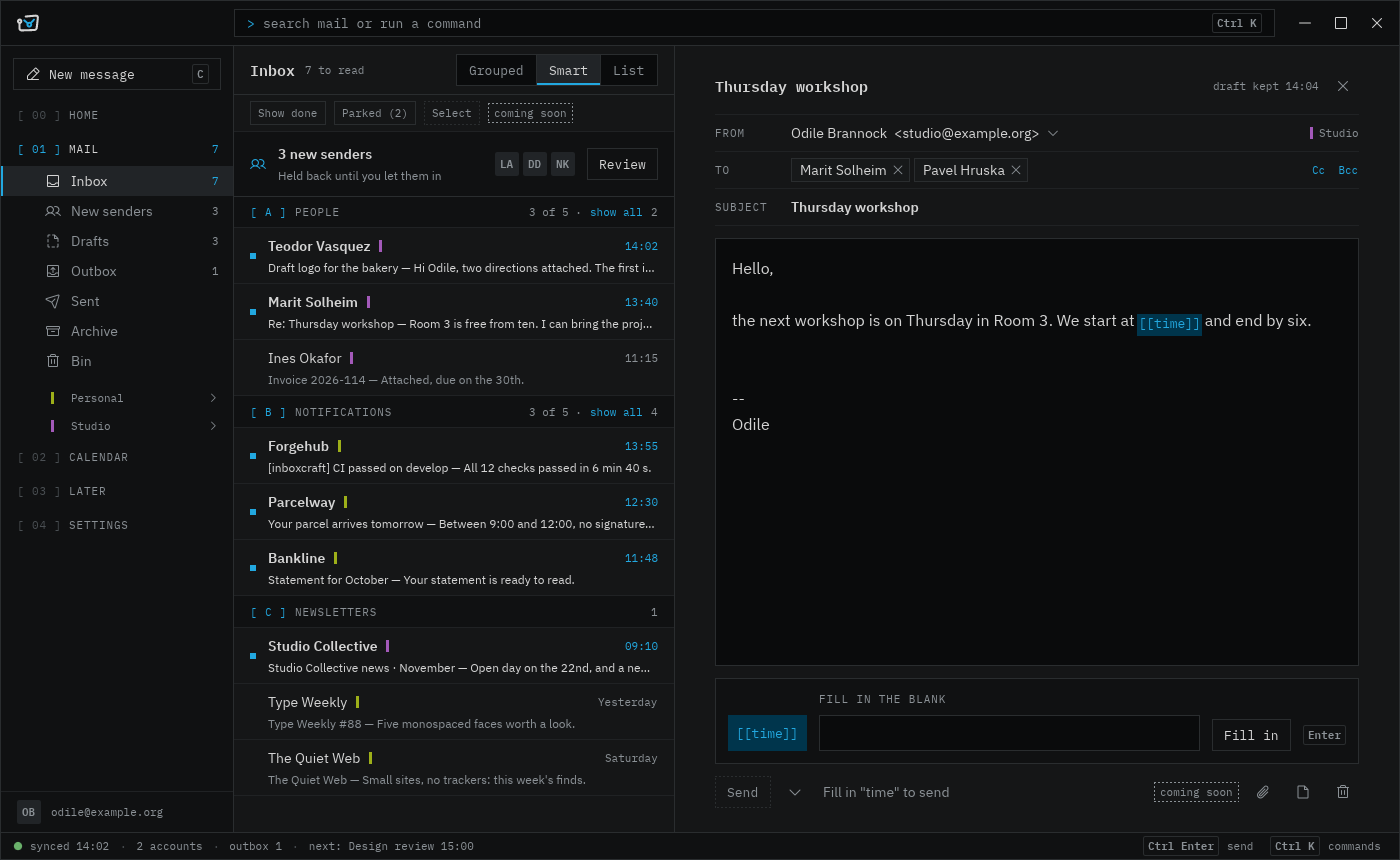 > search mail or run a command Ctrl K
New message C
[ 00 ] HOME
[ 01 ] MAIL 7
Inbox 7
New senders 3
Drafts 3
Outbox 1
Sent
Archive
Bin
Personal
Studio
[ 02 ] CALENDAR
[ 03 ] LATER
[ 04 ] SETTINGS
OB odile@example.org
Inbox 7 to read Grouped Smart List
Show done Parked (2) Select coming soon
3 new senders
Held back until you let them in
LA DD NK Review
[ A ] PEOPLE 3 of 5 · show all 2
Teodor Vasquez 14:02
Draft logo for the bakery — Hi Odile, two directions attached. The first i…
Marit Solheim 13:40
Re: Thursday workshop — Room 3 is free from ten. I can bring the proj…
Ines Okafor 11:15
Invoice 2026-114 — Attached, due on the 30th.
[ B ] NOTIFICATIONS 3 of 5 · show all 4
Forgehub 13:55
[inboxcraft] CI passed on develop — All 12 checks passed in 6 min 40 s.
Parcelway 12:30
Your parcel arrives tomorrow — Between 9:00 and 12:00, no signature…
Bankline 11:48
Statement for October — Your statement is ready to read.
[ C ] NEWSLETTERS 1
Studio Collective 09:10
Studio Collective news · November — Open day on the 22nd, and a ne…
Type Weekly Yesterday
Type Weekly #88 — Five monospaced faces worth a look.
The Quiet Web Saturday
The Quiet Web — Small sites, no trackers: this week's finds.
Thursday workshop draft kept 14:04
FROM Odile Brannock <studio@example.org> Studio
TO Marit Solheim Pavel Hruska Cc Bcc
SUBJECT Thursday workshop
Hello,
the next workshop is on Thursday in Room 3. We start at [[time]] and end by six.
--
Odile
FILL IN THE BLANK
[[time]] Fill in Enter
Send Fill in "time" to send coming soon
synced 14:02 · 2 accounts · outbox 1 · next: Design review 15:00 Ctrl Enter send Ctrl K commands